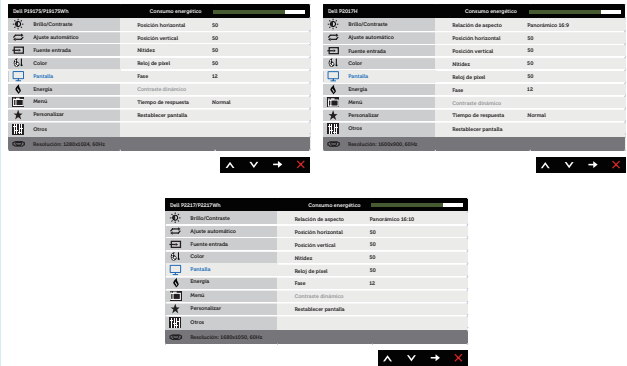 Dell P1917S/P1917SWh Consumo energético
Brillo/Contraste Posición horizontal 50
Ajuste automático Posición vertical 50
Fuente entrada Nitidez 50
Color Reloj de píxel 50
Pantalla Fase 12
Energía Contraste dinámico
Menú Tiempo de respuesta Normal
Personalizar Restablecer pantalla
Otros
Resolución: 1280x1024, 60Hz
Dell P2017H Consumo energético
Brillo/Contraste Relación de aspecto Panorámico 16:9
Ajuste automático Posición horizontal 50
Fuente entrada Posición vertical 50
Color Nitidez 50
Pantalla Reloj de píxel 50
Energía Fase 12
Menú Contraste dinámico
Personalizar Tiempo de respuesta Normal
Otros Restablecer pantalla
Resolución: 1600x900, 60Hz
Dell P2217/P2217Wh Consumo energético
Brillo/Contraste Relación de aspecto Panorámico 16:10
Ajuste automático Posición horizontal 50
Fuente entrada Posición vertical 50
Color Nitidez 50
Pantalla Reloj de píxel 50
Energía Fase 12
Menú Contraste dinámico
Personalizar Restablecer pantalla
Otros
Resolución: 1680x1050, 60Hz